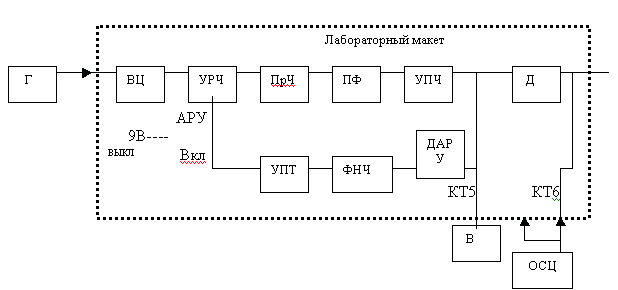 Лабораторный макет
Г
ВЦ
УРЧ
ПрЧ
ПФ
УПЧ
Д
АРУ
9В----
выкл
Вкл
УПТ
ФНЧ
ДАР
У
КТ5
КТ6
В
ОСЦ